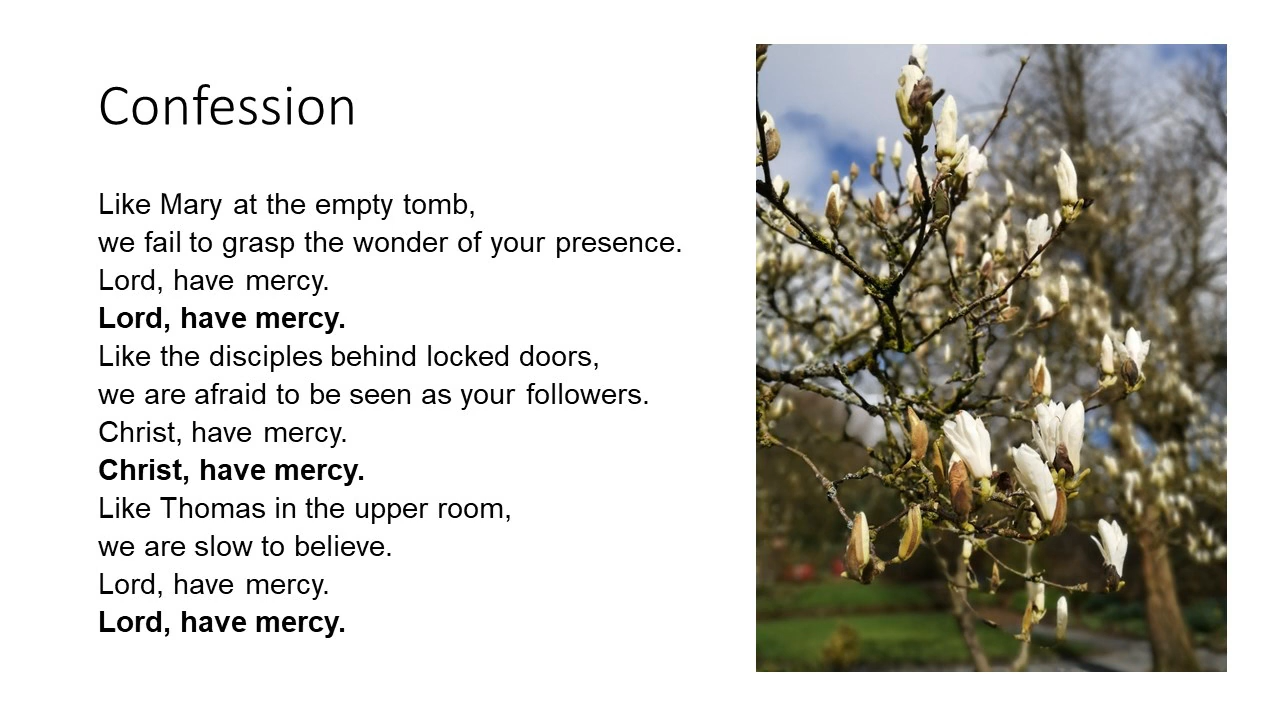 Confession
Like Mary at the empty tomb,
we fail to grasp the wonder of your presence.
Lord, have mercy.
Lord, have mercy.
Like the disciples behind locked doors,
we are afraid to be seen as your followers.
Christ, have mercy.
Christ, have mercy.
Like Thomas in the upper room,
we are slow to believe.
Lord, have mercy.
Lord, have mercy.